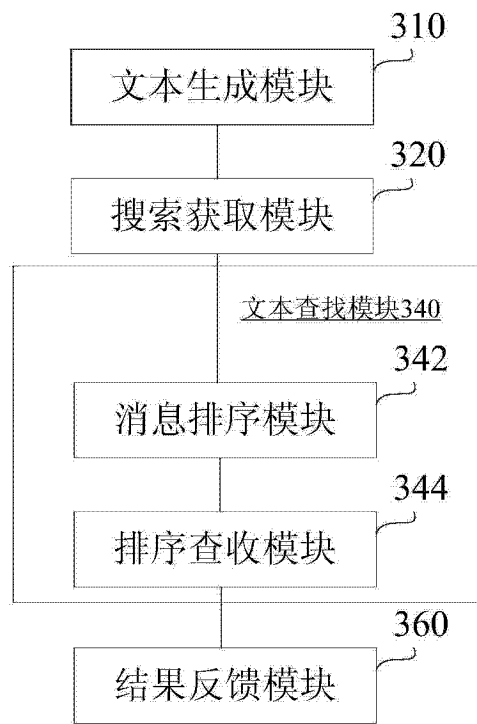 310
文本生成模块
320
搜索获取模块
文本查找模块340
342
消息排序模块
344
排序查收模块
360
结果反馈模块